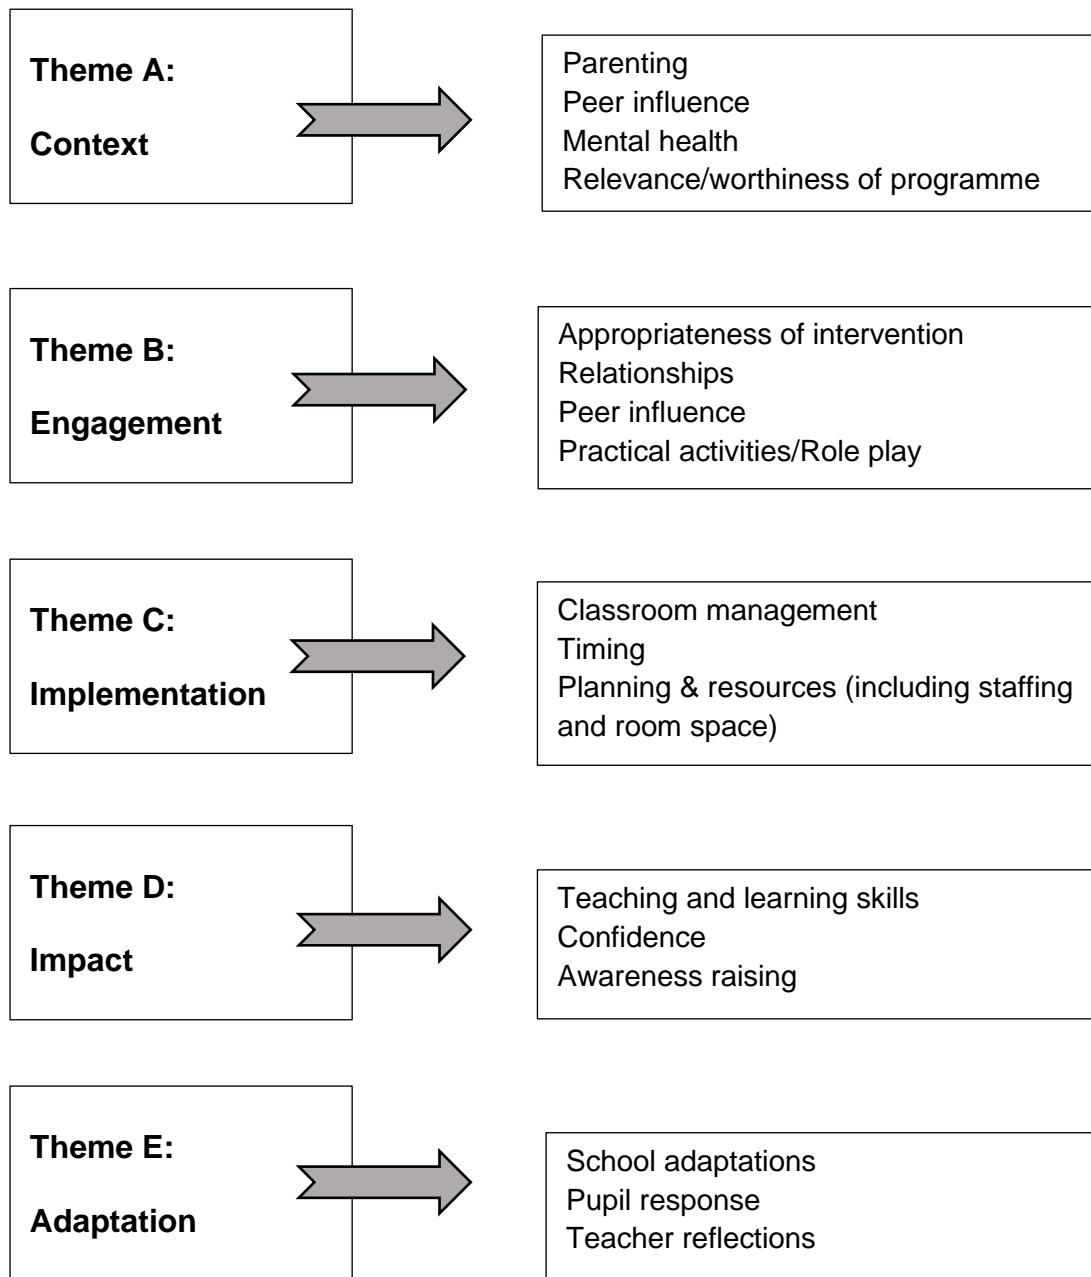 Theme A:
Context
Parenting
Peer influence
Mental health
Relevance/worthiness of programme
Theme B:
Engagement
Appropriateness of intervention
Relationships
Peer influence
Practical activities/Role play
Theme C:
Implementation
Classroom management
Timing
Planning & resources (including staffing
and room space)
Theme D:
Impact
Teaching and learning skills
Confidence
Awareness raising
Theme E:
Adaptation
School adaptations
Pupil response
Teacher reflections